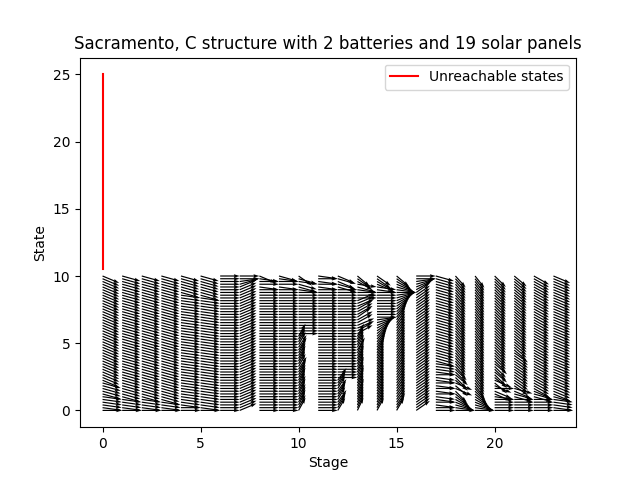 Sacramento, C structure with 2 batteries and 19 solar panels
Unreachable states
25
20
15
10
5
0
State
0 5 10 15 20
Stage